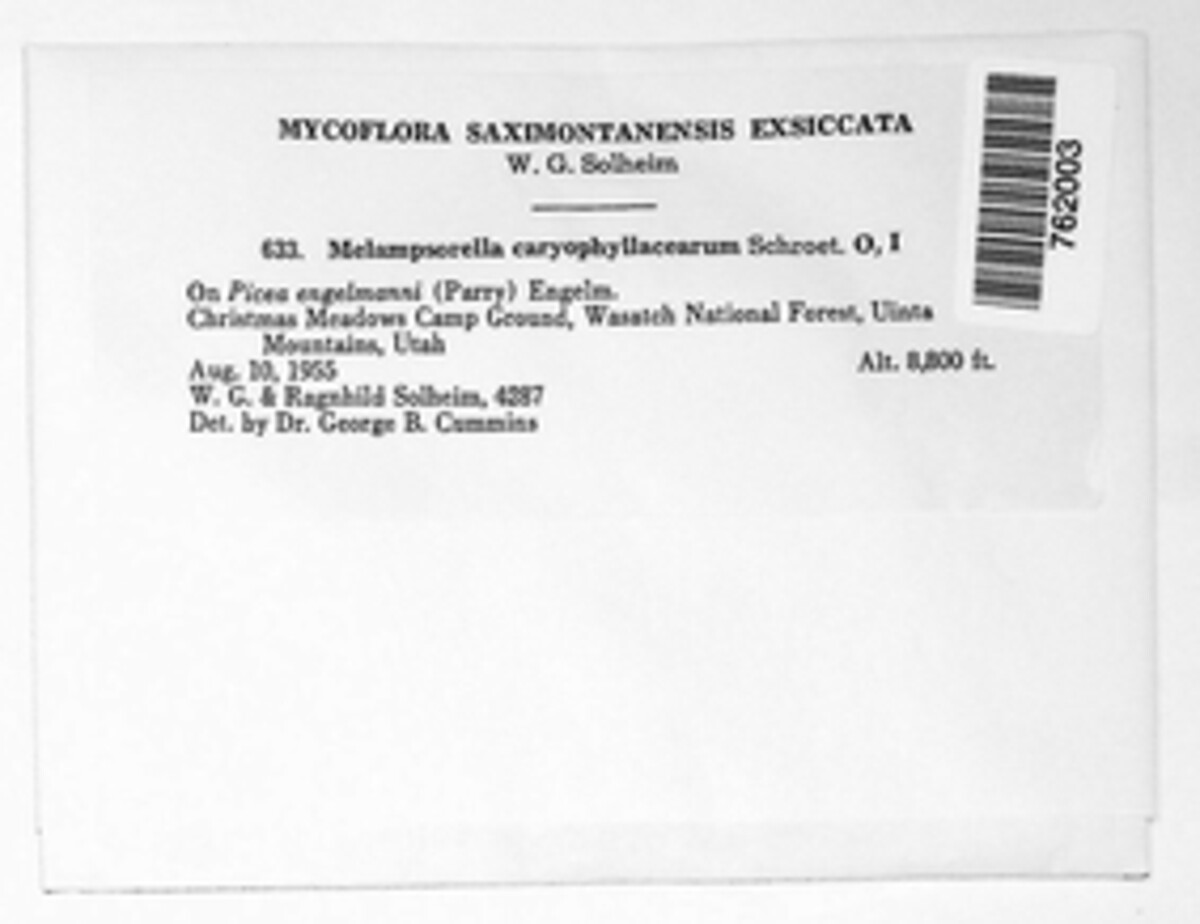 MYCOFLORA SAXIMONTANENSIS EXSICCATA
W. G. Solheim
633. Melampsorella caryophyllacearum Schroet. O, I
On Picea engelmanni (Parry) Engelm.
Christmas Meadows Camp Ground, Wasatch National Forest, Uinta
Mountains, Utah
Alt. 8,800 ft.
Aug. 10, 1955
W. G. & Ragnhild Solheim, 4287
Det. by Dr. George B. Cummins
762003